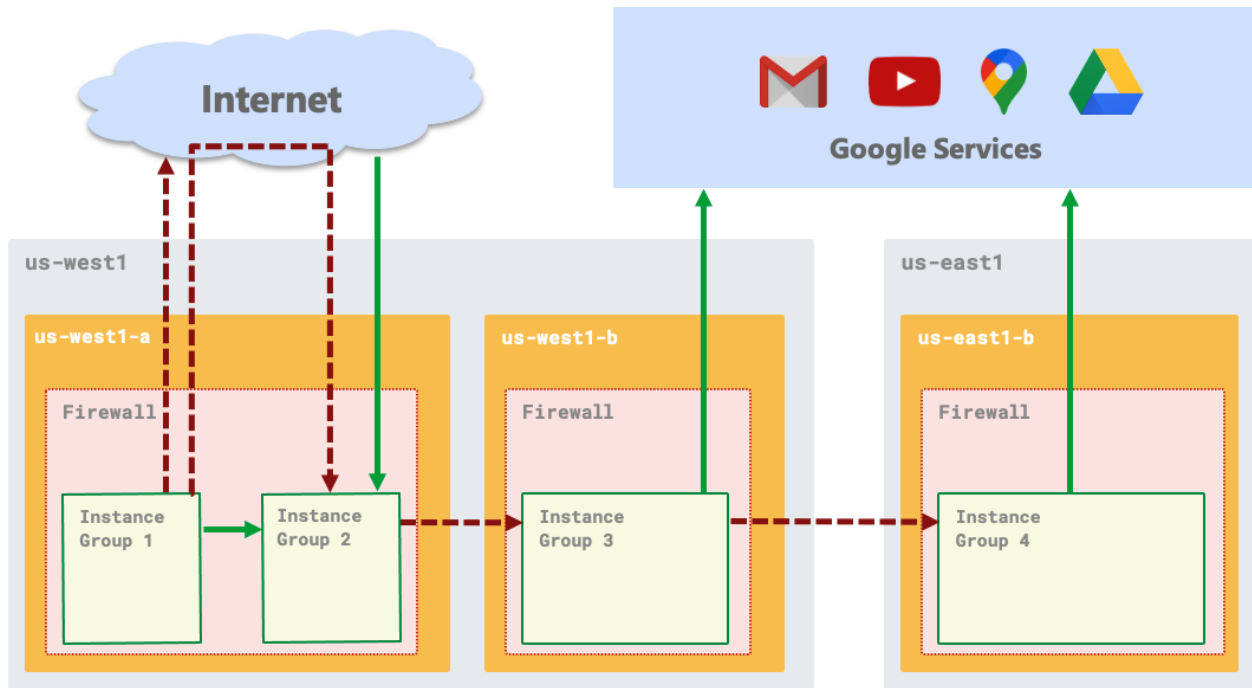 Internet
Google Services
us-west1
us-east1
us-west1-a
us-west1-b
us-east1-b
Firewall
Firewall
Firewall
Instance
Group 1
Instance
Group 2
Instance
Group 3
Instance
Group 4